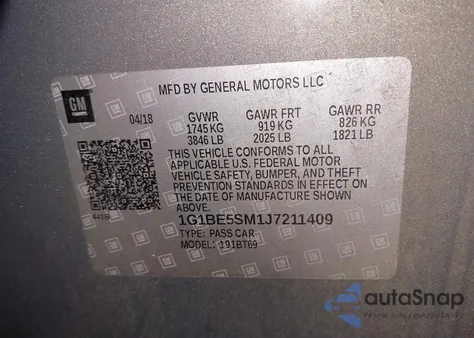 GM
MFD BY GENERAL MOTORS LLC
04/18
GVWR GAWR FRT GAWR RR
1745 KG 919 KG 826 KG
3846 LB 2025 LB 1821 LB
THIS VEHICLE CONFORMS TO ALL
APPLICABLE U.S. FEDERAL MOTOR
VEHICLE SAFETY, BUMPER, AND THEFT
PREVENTION STANDARDS IN EFFECT ON
THE DATE OF MANUFACTURE SHOWN
ABOVE.
1G1BE5SM1J7211409
TYPE: PASS CAR
MODEL: 191BT69
autoSnap